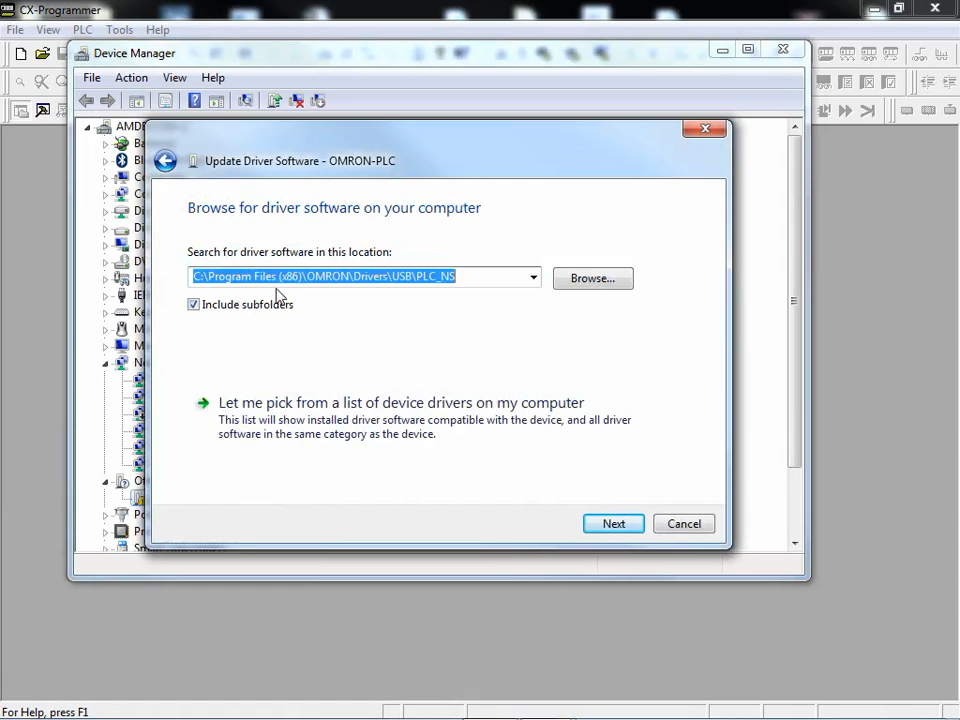 CX-Programmer
File View PLC Tools Help
Device Manager
File Action View Help
Update Driver Software - OMRON-PLC
Browse for driver software on your computer
Search for driver software in this location:
C:\Program Files (x86)\OMRON\Drivers\USB\PLC_NS
Browse...
Include subfolders
Let me pick from a list of device drivers on my computer
This list will show installed driver software compatible with the device, and all driver
software in the same category as the device.
Next Cancel
For Help, press F1